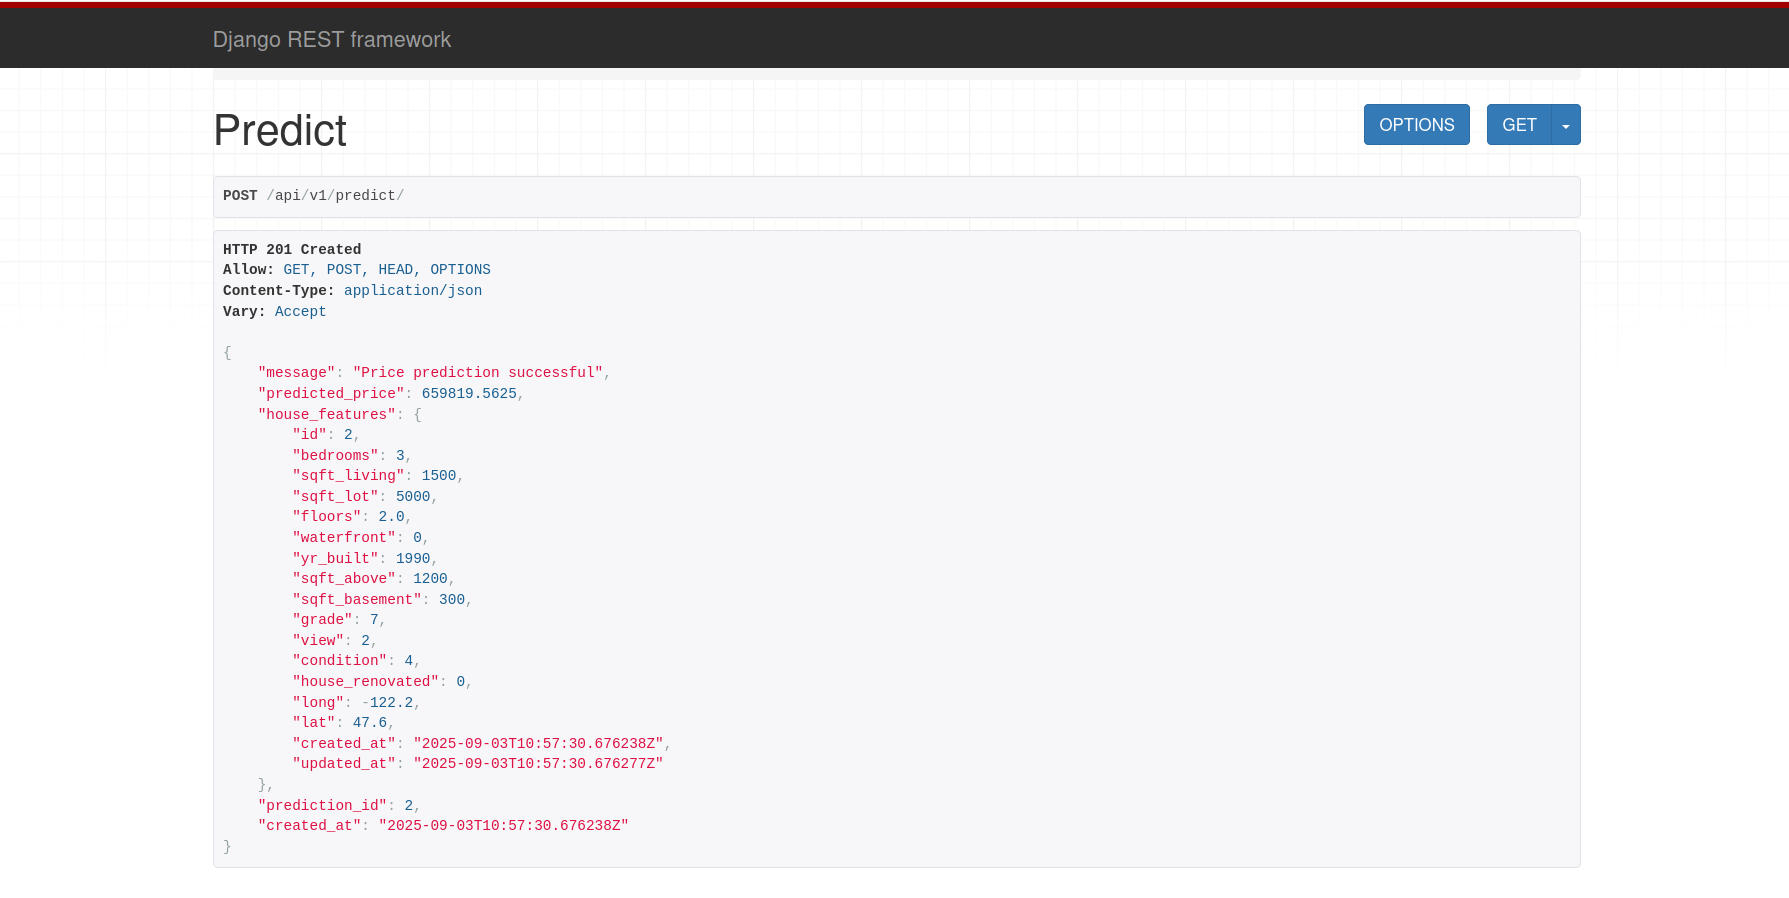 Django REST framework
Predict
OPTIONS
GET
POST /api/v1/predict/
HTTP 201 Created
Allow: GET, POST, HEAD, OPTIONS
Content-Type: application/json
Vary: Accept
{
    "message": "Price prediction successful",
    "predicted_price": 659819.5625,
    "house_features": {
        "id": 2,
        "bedrooms": 3,
        "sqft_living": 1500,
        "sqft_lot": 5000,
        "floors": 2.0,
        "waterfront": 0,
        "yr_built": 1990,
        "sqft_above": 1200,
        "sqft_basement": 300,
        "grade": 7,
        "view": 2,
        "condition": 4,
        "house_renovated": 0,
        "long": -122.2,
        "lat": 47.6,
        "created_at": "2025-09-03T10:57:30.676238Z",
        "updated_at": "2025-09-03T10:57:30.676277Z"
    },
    "prediction_id": 2,
    "created_at": "2025-09-03T10:57:30.676238Z"
}